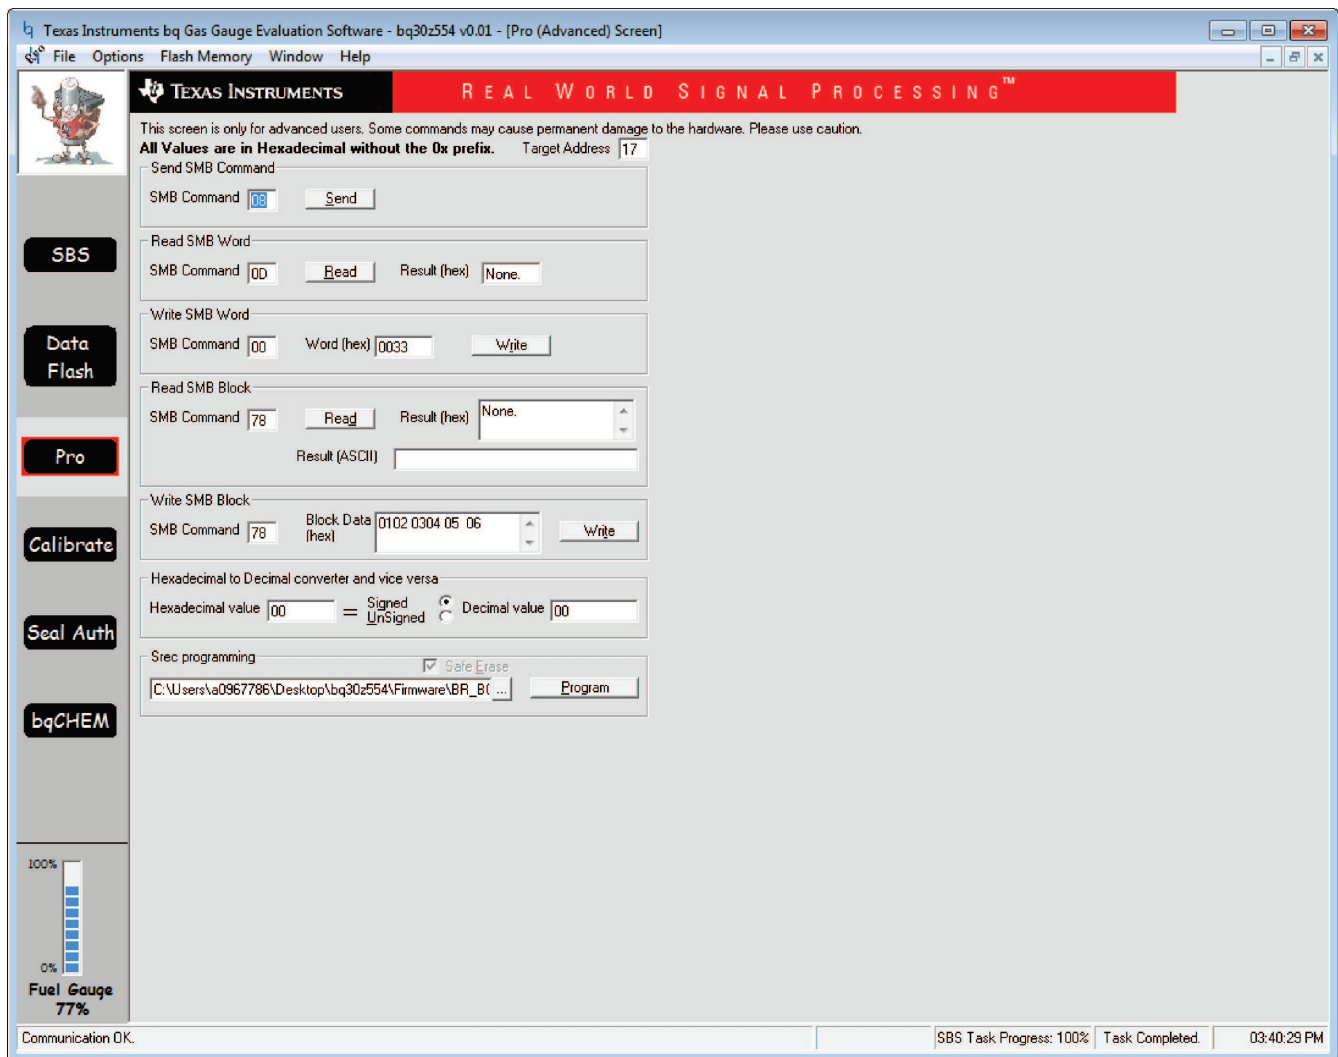 Texas Instruments bq Gas Gauge Evaluation Software - bq30z554 v0.01 - [Pro (Advanced) Screen]
File Options Flash Memory Window Help
TEXAS INSTRUMENTS REAL WORLD SIGNAL PROCESSING™
This screen is only for advanced users. Some commands may cause permanent damage to the hardware. Please use caution.
All Values are in Hexadecimal without the 0x prefix. Target Address 17
Send SMB Command
SMB Command 08 Send
Read SMB Word
SMB Command 0D Read Result (hex) None.
Write SMB Word
SMB Command 00 Word (hex) 0033 Write
Read SMB Block
SMB Command 78 Read Result (hex) None.
Result (ASCII)
Write SMB Block
SMB Command 78 Block Data (hex) 0102 0304 05 06 Write
Hexadecimal to Decimal converter and vice versa
Hexadecimal value 00 = Signed UnSigned Decimal value 00
Srec programming
Safe Erase
C:\Users\a0967786\Desktop\bq30z554\Firmware\BR_B( ... Program
SBS
Data
Flash
Pro
Calibrate
Seal Auth
bqCHEM
100%
0%
Fuel Gauge
77%
Communication OK. SBS Task Progress: 100% Task Completed. 03:40:29 PM